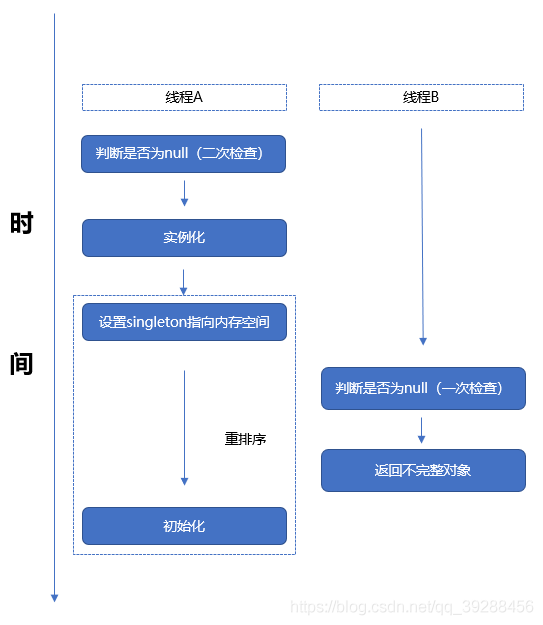 线程A
线程B
判断是否为null（二次检查）
时
实例化
设置singleton指向内存空间
间
判断是否为null（一次检查）
重排序
返回不完整对象
初始化
https://blog.csdn.net/qq_39288456